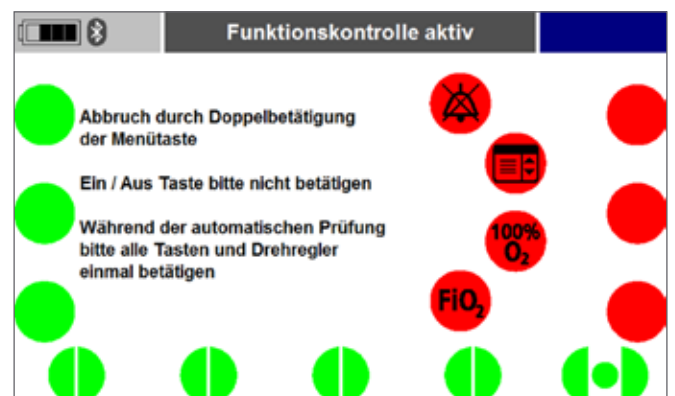 Funktionskontrolle aktiv
Abbruch durch Doppelbetätigung
der Menütaste
Ein / Aus Taste bitte nicht betätigen
Während der automatischen Prüfung
bitte alle Tasten und Drehregler
einmal betätigen
100%
O₂
FiO₂